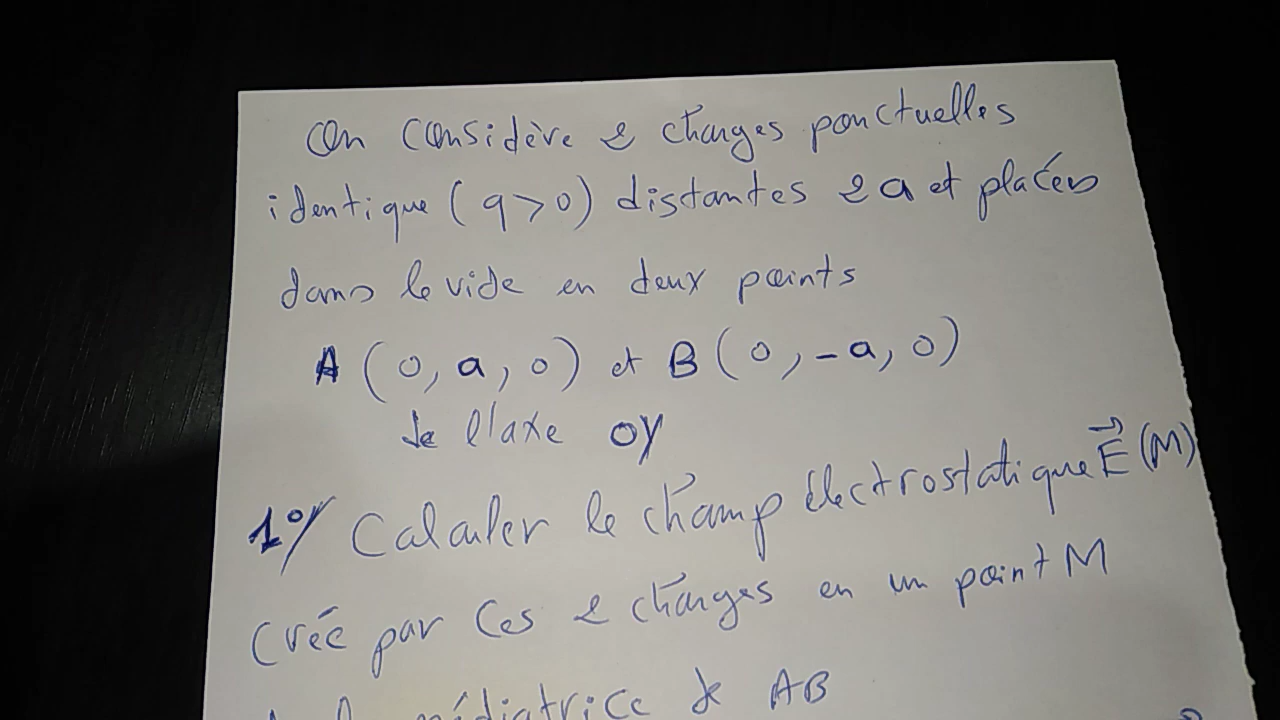 On considère 2 charges ponctuelles
identique (q>0) distantes 2a et placées
dans le vide en deux points
A (0, a, 0) et B (0, -a, 0)
de l'axe OY
1°/ Calculer le champ électrostatique E⃗ (M)
créé par ces 2 charges en un point M
médiatrice de AB